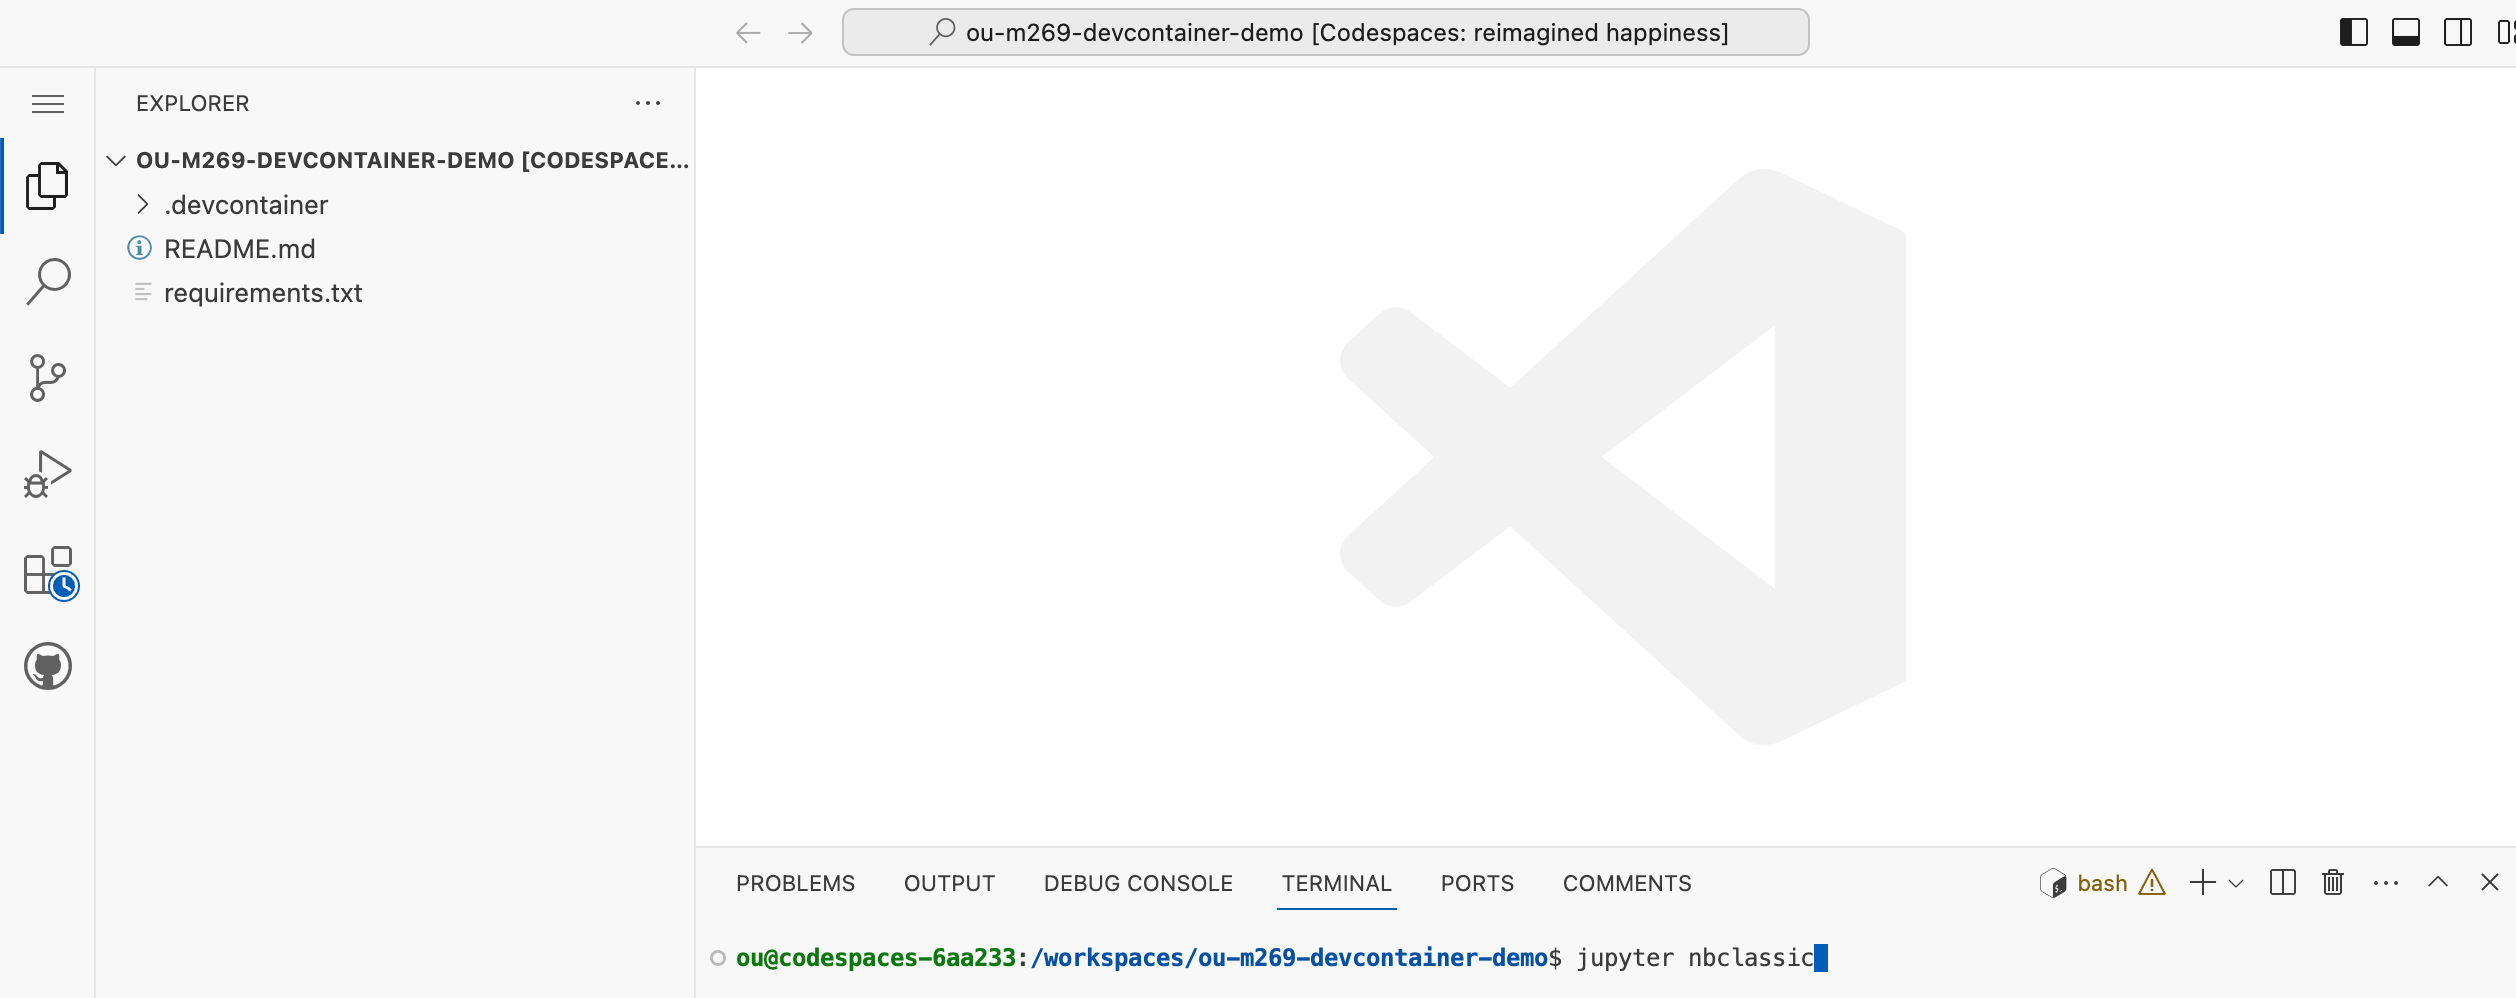 ou-m269-devcontainer-demo [Codespaces: reimagined happiness]
EXPLORER
OU-M269-DEVCONTAINER-DEMO [CODESPACE...
.devcontainer
README.md
requirements.txt
PROBLEMS OUTPUT DEBUG CONSOLE TERMINAL PORTS COMMENTS bash
ou@codespaces-6aa233:/workspaces/ou-m269-devcontainer-demo$ jupyter nbclassic